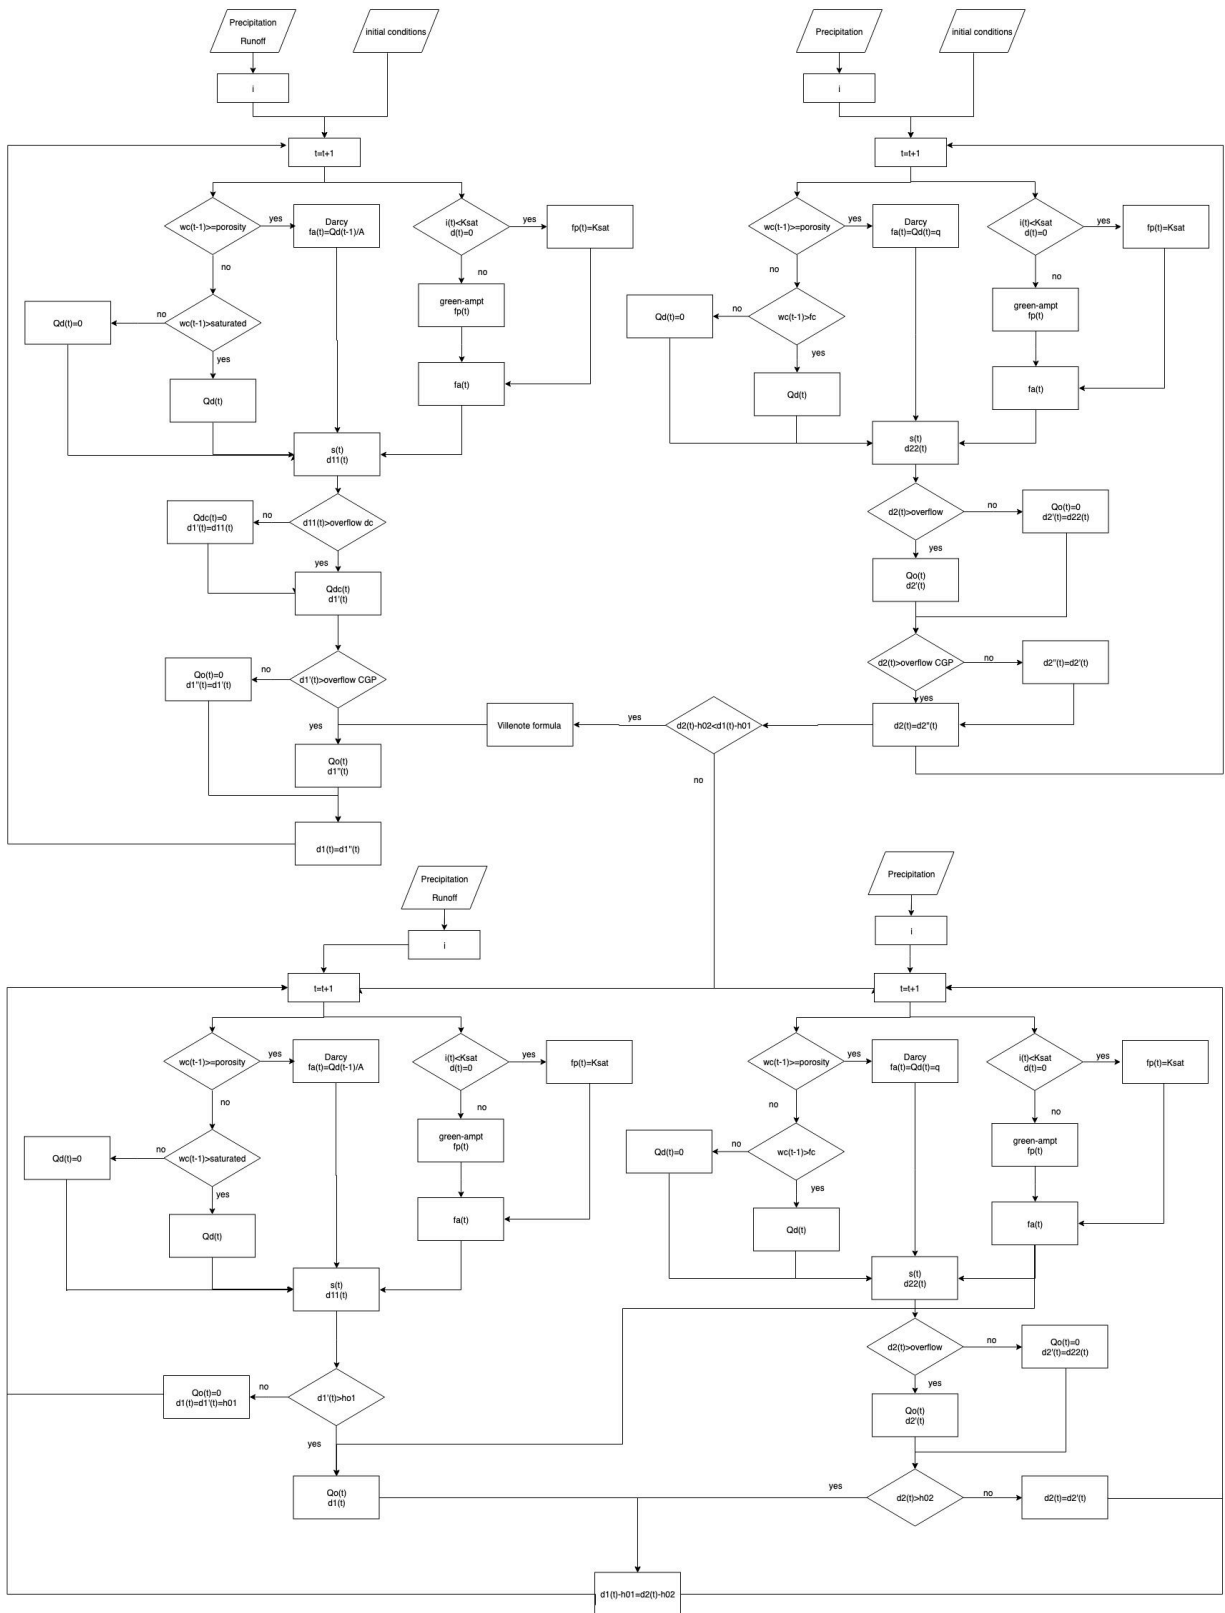 Precipitation
Runoff
initial conditions
i
t=t+1
wc(t-1)>=porosity
yes
Darcy
fa(t)=Qd(t-1)/A
i(t)<Ksat
d(t)=0
yes
fp(t)=Ksat
no
no
green-ampt
fp(t)
Qd(t)=0
no
wc(t-1)>saturated
yes
fa(t)
Qd(t)
s(t)
d11(t)
Qdc(t)=0
d1'(t)=d11(t)
no
d11(t)>overflow dc
yes
Qdc(t)
d1'(t)
Qo(t)=0
d1"(t)=d1'(t)
no
d1'(t)>overflow CGP
yes
Qo(t)
d1"(t)
d1(t)=d1"(t)
Precipitation
initial conditions
i
t=t+1
wc(t-1)>=porosity
yes
Darcy
fa(t)=Qd(t)=q
i(t)<Ksat
d(t)=0
yes
fp(t)=Ksat
no
no
green-ampt
fp(t)
Qd(t)=0
no
wc(t-1)>fc
yes
fa(t)
Qd(t)
s(t)
d22(t)
d2(t)>overflow
no
Qo(t)=0
d2'(t)=d22(t)
yes
Qo(t)
d2'(t)
d2(t)>overflow CGP
no
d2"(t)=d2'(t)
yes
d2(t)=d2"(t)
d2(t)-h02<d1(t)-h01
yes
Villenote formula
no
Precipitation
Runoff
i
t=t+1
wc(t-1)>=porosity
yes
Darcy
fa(t)=Qd(t-1)/A
i(t)<Ksat
d(t)=0
yes
fp(t)=Ksat
no
no
green-ampt
fp(t)
Qd(t)=0
no
wc(t-1)>saturated
yes
fa(t)
Qd(t)
s(t)
d11(t)
Qo(t)=0
d1(t)=d1'(t)=h01
no
d1'(t)>ho1
yes
Qo(t)
d1(t)
Precipitation
i
t=t+1
wc(t-1)>=porosity
yes
Darcy
fa(t)=Qd(t)=q
i(t)<Ksat
d(t)=0
yes
fp(t)=Ksat
no
no
green-ampt
fp(t)
Qd(t)=0
no
wc(t-1)>fc
yes
fa(t)
Qd(t)
s(t)
d22(t)
d2(t)>overflow
no
Qo(t)=0
d2'(t)=d22(t)
yes
Qo(t)
d2'(t)
yes
d2(t)>h02
no
d2(t)=d2'(t)
d1(t)-h01=d2(t)-h02